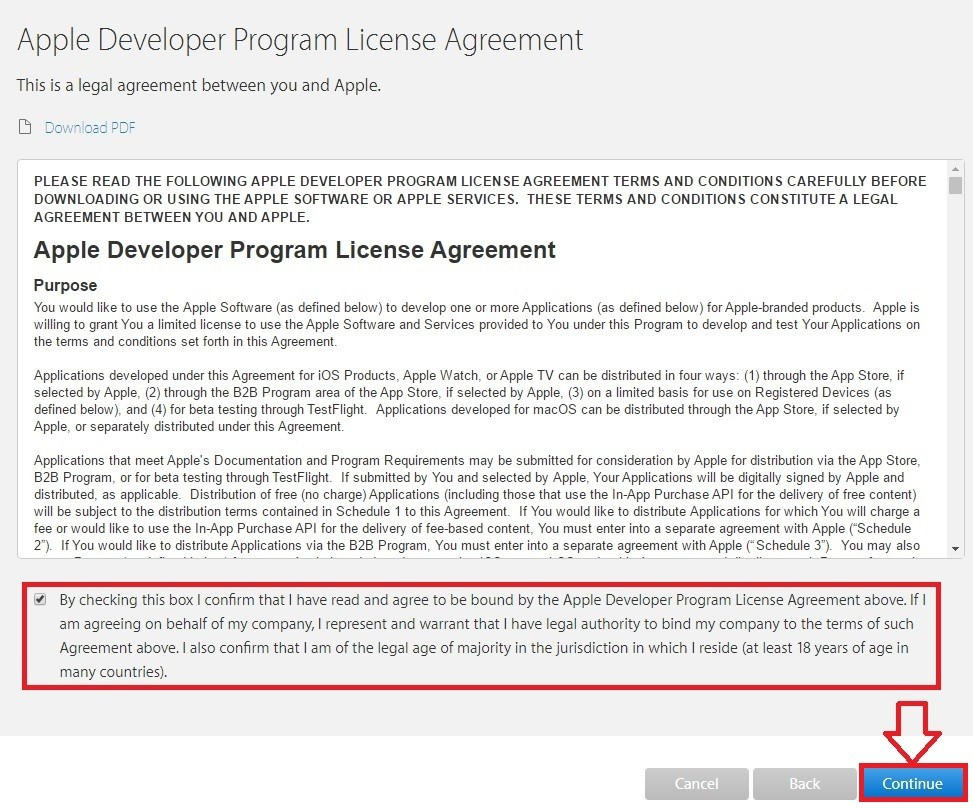 Apple Developer Program License Agreement
This is a legal agreement between you and Apple.
Download PDF
PLEASE READ THE FOLLOWING APPLE DEVELOPER PROGRAM LICENSE AGREEMENT TERMS AND CONDITIONS CAREFULLY BEFORE
DOWNLOADING OR USING THE APPLE SOFTWARE OR APPLE SERVICES.  THESE TERMS AND CONDITIONS CONSTITUTE A LEGAL
AGREEMENT BETWEEN YOU AND APPLE.
Apple Developer Program License Agreement
Purpose
You would like to use the Apple Software (as defined below) to develop one or more Applications (as defined below) for Apple-branded products.  Apple is
willing to grant You a limited license to use the Apple Software and Services provided to You under this Program to develop and test Your Applications on
the terms and conditions set forth in this Agreement.
Applications developed under this Agreement for iOS Products, Apple Watch, or Apple TV can be distributed in four ways: (1) through the App Store, if
selected by Apple, (2) through the B2B Program area of the App Store, if selected by Apple, (3) on a limited basis for use on Registered Devices (as
defined below), and (4) for beta testing through TestFlight.  Applications developed for macOS can be distributed through the App Store, if selected by
Apple, or separately distributed under this Agreement.
Applications that meet Apple's Documentation and Program Requirements may be submitted for consideration by Apple for distribution via the App Store,
B2B Program, or for beta testing through TestFlight.  If submitted by You and selected by Apple, Your Applications will be digitally signed by Apple and
distributed, as applicable.  Distribution of free (no charge) Applications (including those that use the In-App Purchase API for the delivery of free content)
will be subject to the distribution terms contained in Schedule 1 to this Agreement.  If You would like to distribute Applications for which You will charge a
fee or would like to use the In-App Purchase API for the delivery of fee-based content, You must enter into a separate agreement with Apple (“Schedule
2”).  If You would like to distribute Applications via the B2B Program, You must enter into a separate agreement with Apple (“Schedule 3”).  You may also
By checking this box I confirm that I have read and agree to be bound by the Apple Developer Program License Agreement above. If I
am agreeing on behalf of my company, I represent and warrant that I have legal authority to bind my company to the terms of such
Agreement above. I also confirm that I am of the legal age of majority in the jurisdiction in which I reside (at least 18 years of age in
many countries).
Cancel
Back
Continue